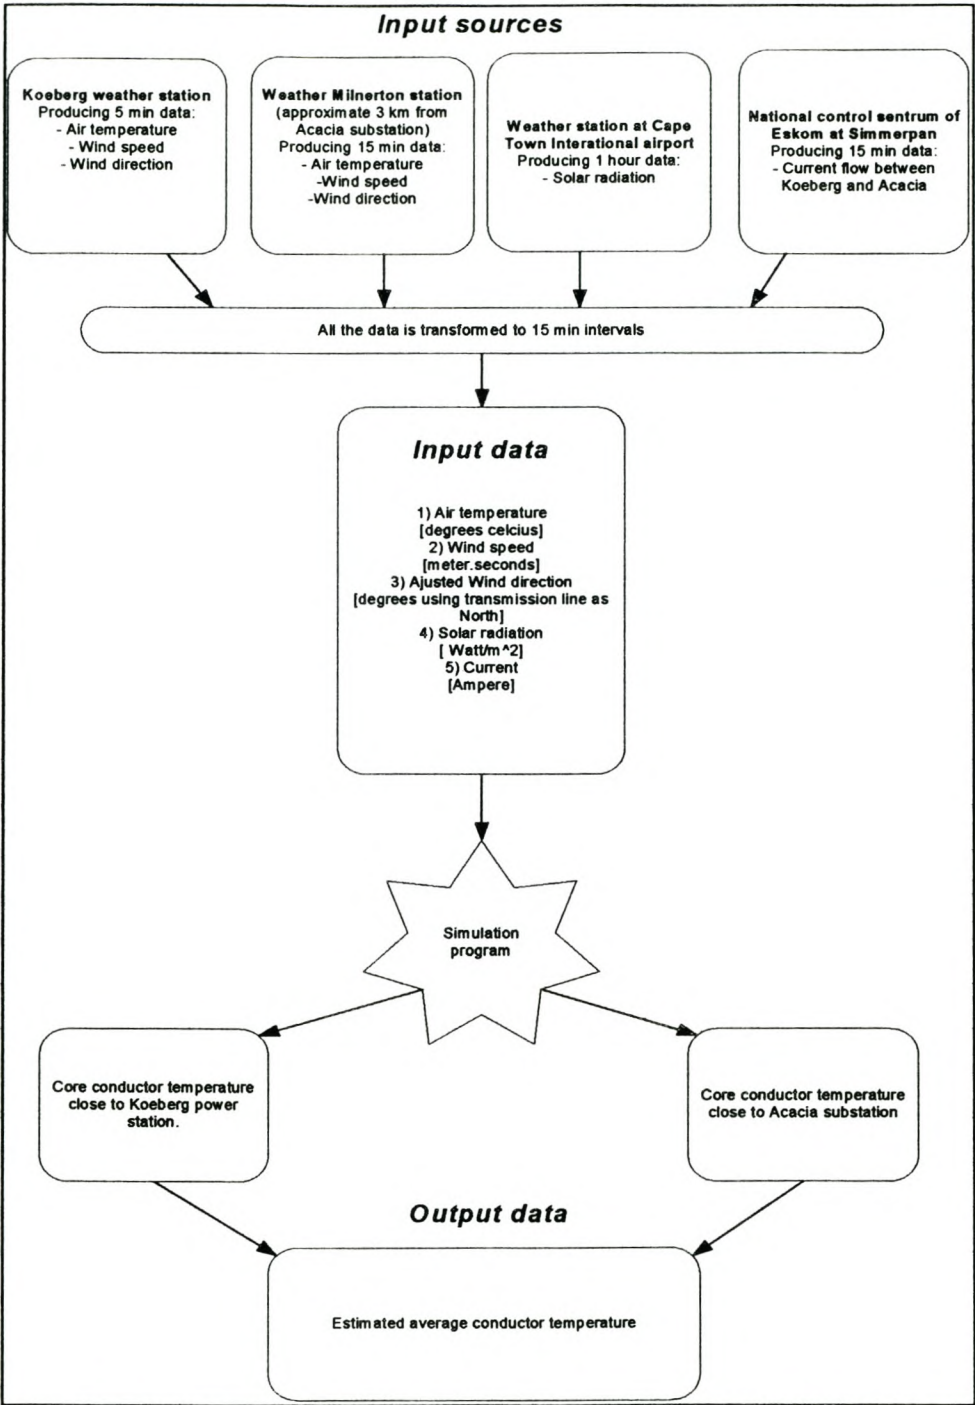 Input sources
Koeberg weather station
Producing 5 min data:
- Air temperature
- Wind speed
- Wind direction
Weather Milnerton station
(approximate 3 km from
Acacia substation)
Producing 15 min data:
- Air temperature
-Wind speed
-Wind direction
Weather station at Cape
Town Interational airport
Producing 1 hour data:
- Solar radiation
National control sentrum of
Eskom at Simmerpan
Producing 15 min data:
- Current flow between
Koeberg and Acacia
All the data is transformed to 15 min intervals
Input data
1) Air temperature
[degrees celcius]
2) Wind speed
[meter.seconds]
3) Ajusted Wind direction
[degrees using transmission line as
North]
4) Solar radiation
[ Watt/m^2]
5) Current
[Ampere]
Simulation
program
Core conductor temperature
close to Koeberg power
station.
Core conductor temperature
close to Acacia substation
Output data
Estimated average conductor temperature